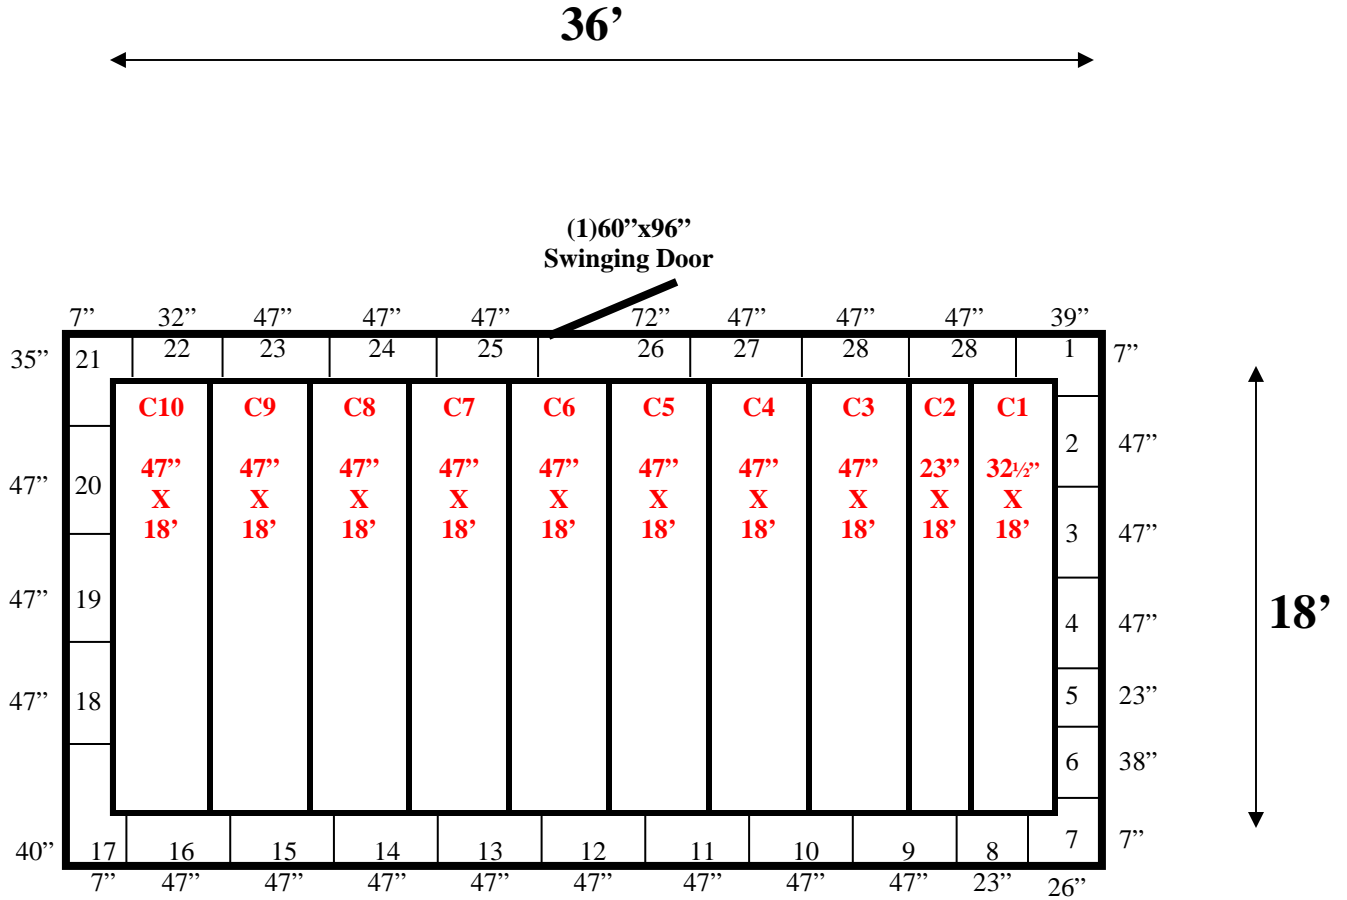 36’
(1)60”x96”
Swinging Door
7” 32” 47” 47” 47” 72” 47” 47” 47” 39”
35” 21 22 23 24 25 26 27 28 28 1 7”
C10 C9 C8 C7 C6 C5 C4 C3 C2 C1
2 47”
47” 20 47” 47” 47” 47” 47” 47” 47” 47” 23” 32½”
X X X X X X X X X X
18’ 18’ 18’ 18’ 18’ 18’ 18’ 18’ 18’ 18’ 3 47”
47” 19 4 47” 18’
47” 18 5 23”
6 38”
7 7”
40” 17 16 15 14 13 12 11 10 9 8
7” 47” 47” 47” 47” 47” 47” 47” 47” 23” 26”